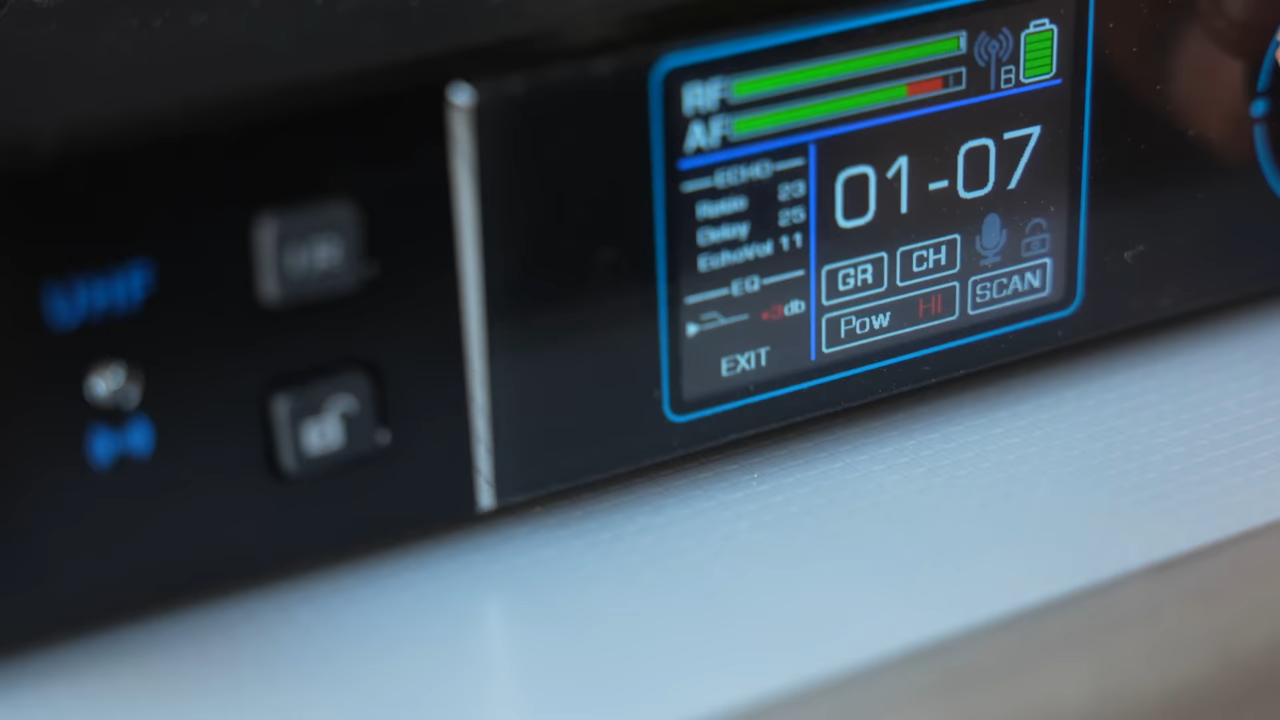 UHF
RF
AF
B
ECHO
Ratio 23
Delay 25
EchoVol 11
EQ
+3db
EXIT
01-07
GR CH
Pow HI SCAN